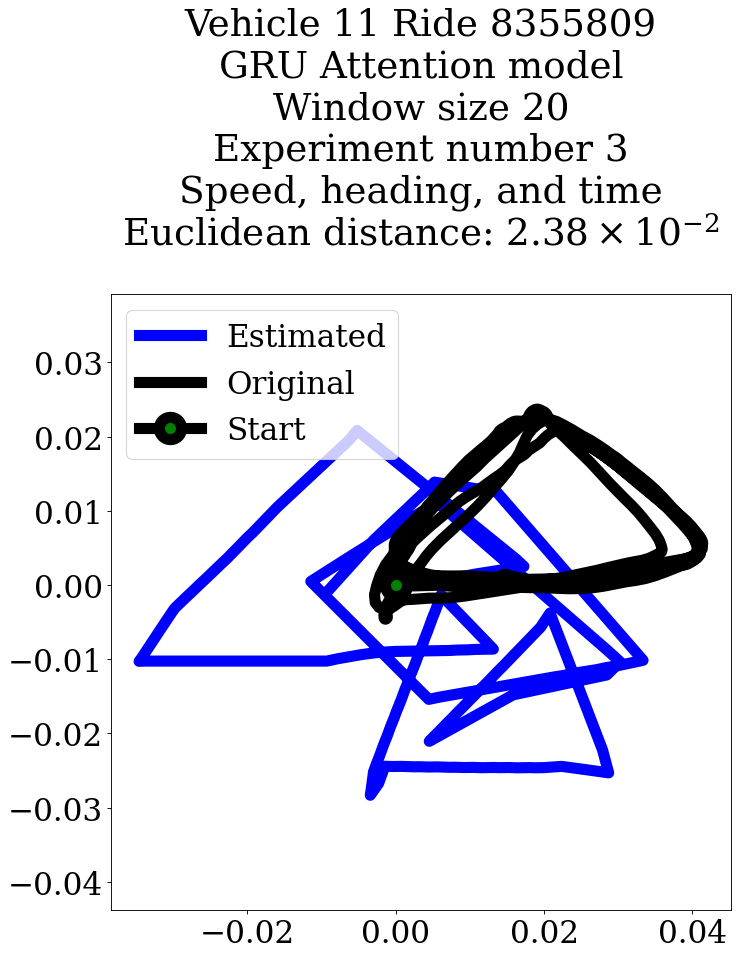 Vehicle 11 Ride 8355809
GRU Attention model
Window size 20
Experiment number 3
Speed, heading, and time
Euclidean distance: 2.38 × 10⁻²
Estimated
Original
Start
0.03
0.02
0.01
0.00
−0.01
−0.02
−0.03
−0.04
−0.02
0.00
0.02
0.04